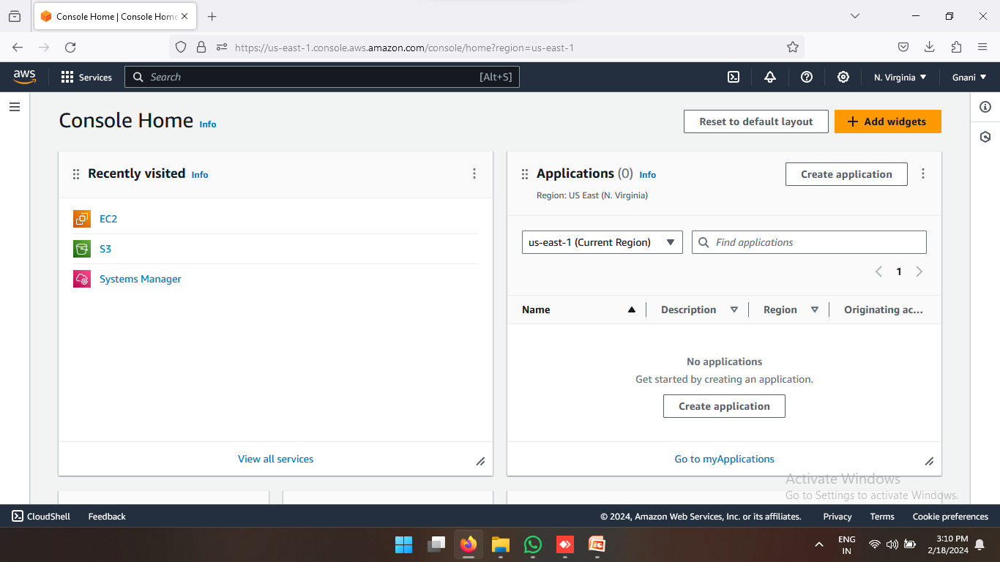 Console Home | Console Home
https://us-east-1.console.aws.amazon.com/console/home?region=us-east-1
aws
Services
Search
[Alt+S]
N. Virginia
Gnani
Console Home Info
Reset to default layout
Add widgets
Recently visited Info
EC2
S3
Systems Manager
View all services
Applications (0) Info
Region: US East (N. Virginia)
Create application
us-east-1 (Current Region)
Find applications
1
Name
Description
Region
Originating ac...
No applications
Get started by creating an application.
Create application
Go to myApplications
Activate Windows
Go to Settings to activate Windows.
CloudShell
Feedback
© 2024, Amazon Web Services, Inc. or its affiliates.
Privacy
Terms
Cookie preferences
ENG
IN
3:10 PM
2/18/2024